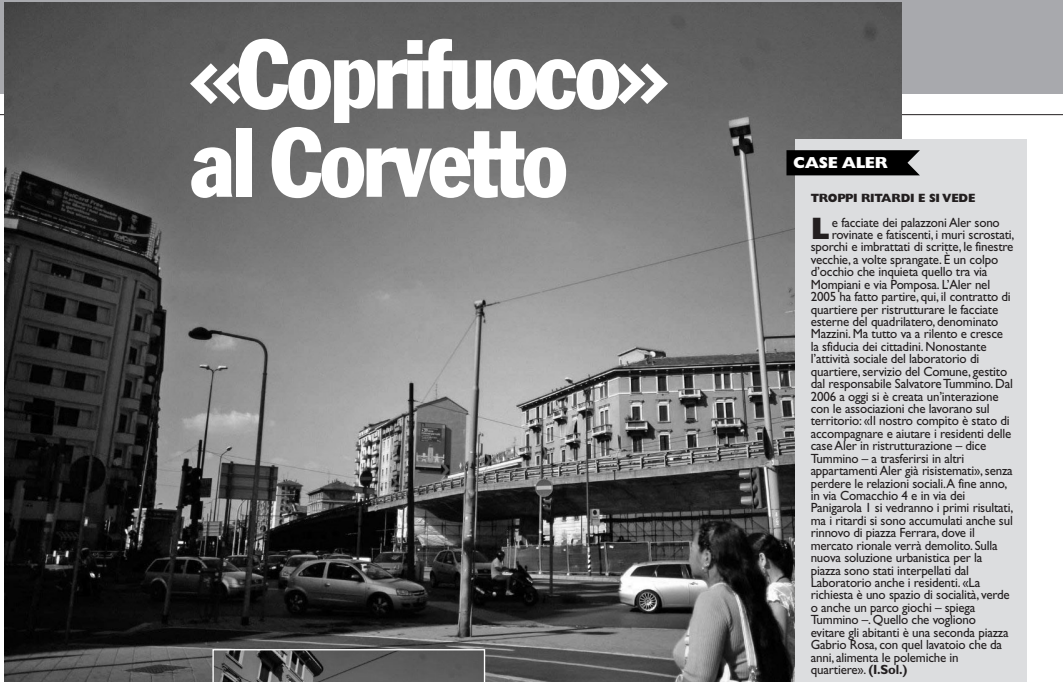 «Coprifuoco»
al Corvetto
CASE ALER
TROPPI RITARDI E SI VEDE
Le facciate dei palazzoni Aler sono
rovinate e fatiscenti, i muri scrostati,
sporchi e imbrattati di scritte, le finestre
vecchie, a volte sprangate. È un colpo
d'occhio che inquieta quello tra via
Mompiani e via Pomposa. L'Aler nel
2005 ha fatto partire, qui, il contratto di
quartiere per ristrutturare le facciate
esterne del quadrilatero, denominato
Mazzini. Ma tutto va a rilento e cresce
la sfiducia dei cittadini. Nonostante
l'attività sociale del laboratorio di
quartiere, servizio del Comune, gestito
dal responsabile Salvatore Tummino. Dal
2006 a oggi si è creata un'interazione
con le associazioni che lavorano sul
territorio: «Il nostro compito è stato di
accompagnare e aiutare i residenti delle
case Aler in ristrutturazione – dice
Tummino – a trasferirsi in altri
appartamenti Aler già risistemati», senza
perdere le relazioni sociali. A fine anno,
in via Comacchio 4 e in via dei
Panigarola 1 si vedranno i primi risultati,
ma i ritardi si sono accumulati anche sul
rinnovo di piazza Ferrara, dove il
mercato rionale verrà demolito. Sulla
nuova soluzione urbanistica per la
piazza sono stati interpellati dal
Laboratorio anche i residenti. «La
richiesta è uno spazio di socialità, verde
o anche un parco giochi – spiega
Tummino –. Quello che vogliono
evitare gli abitanti è una seconda piazza
Gabrio Rosa, con quel lavatoio che da
anni, alimenta le polemiche in
quartiere». (I.Sol.)